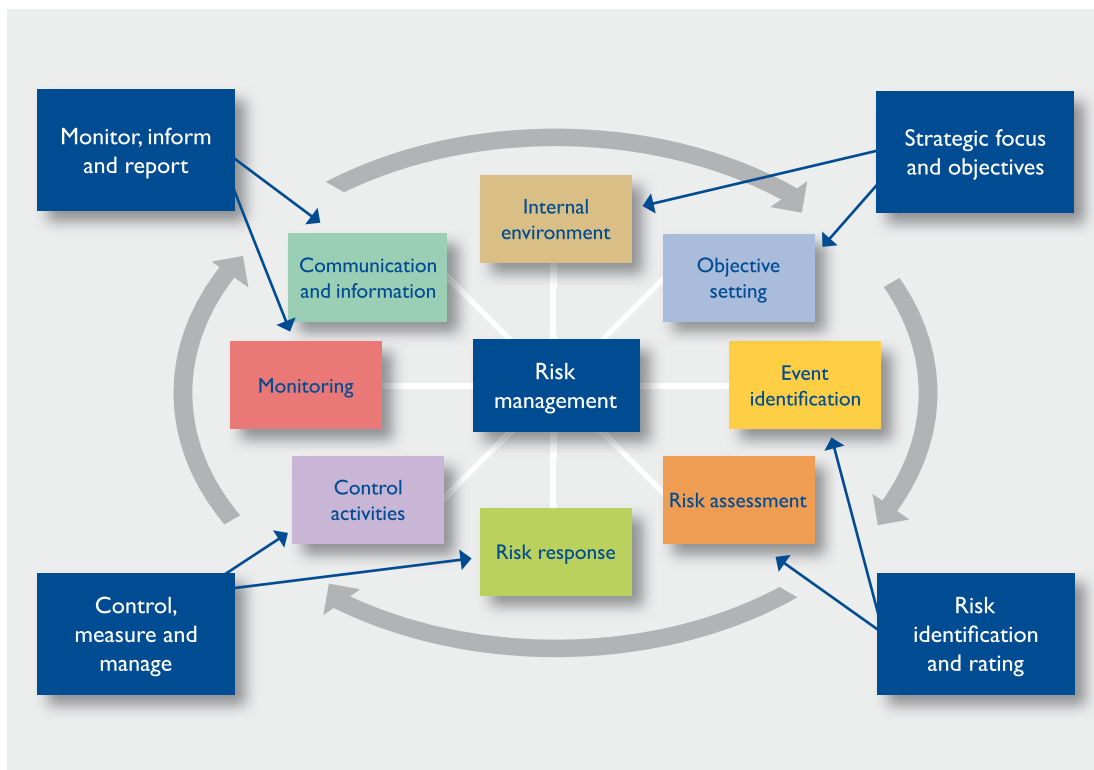 Monitor, inform
and report
Strategic focus
and objectives
Internal
environment
Communication
and information
Objective
setting
Monitoring
Risk
management
Event
identification
Control
activities
Risk assessment
Risk response
Control,
measure and
manage
Risk
identification
and rating